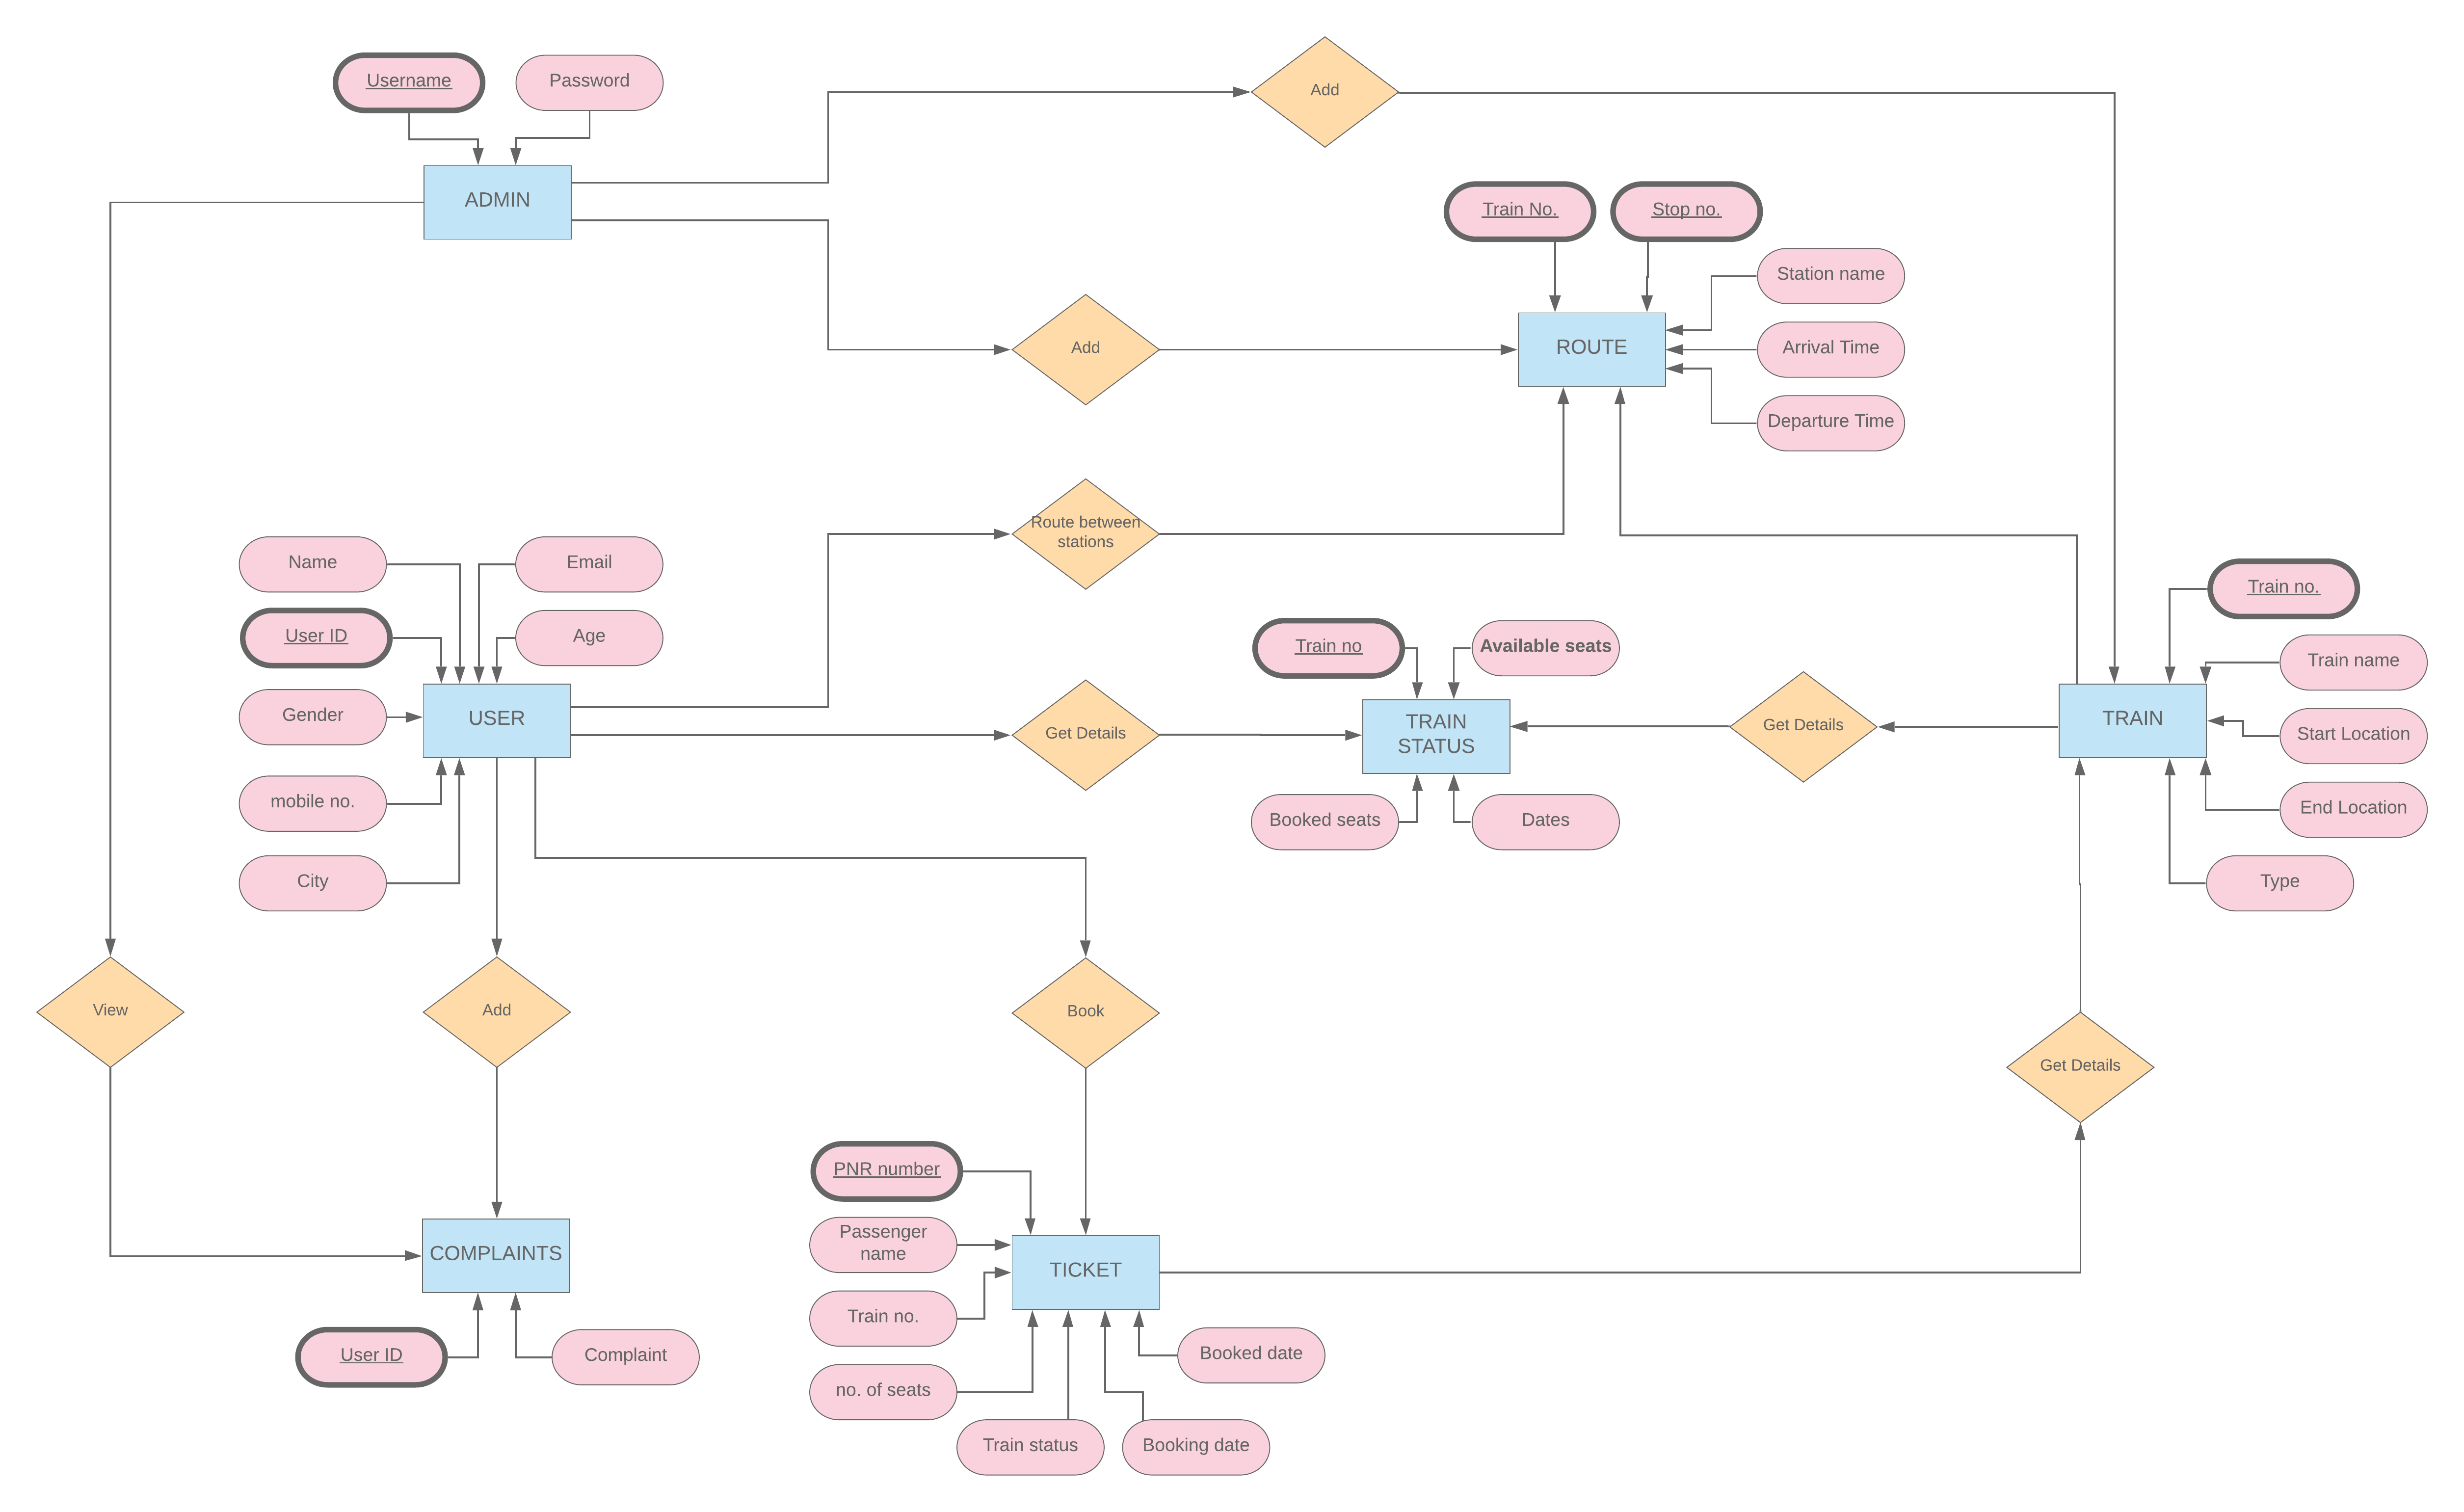 Username
Password
Add
ADMIN
Train No.
Stop no.
Station name
Add
ROUTE
Arrival Time
Departure Time
Route between
stations
Name
Email
User ID
Age
Train no.
Train no
Available seats
Train name
Gender
USER
Get Details
TRAIN
STATUS
Get Details
TRAIN
Start Location
mobile no.
Booked seats
Dates
End Location
City
Type
View
Add
Book
Get Details
PNR number
Passenger
name
COMPLAINTS
TICKET
Train no.
User ID
Complaint
Booked date
no. of seats
Train status
Booking date